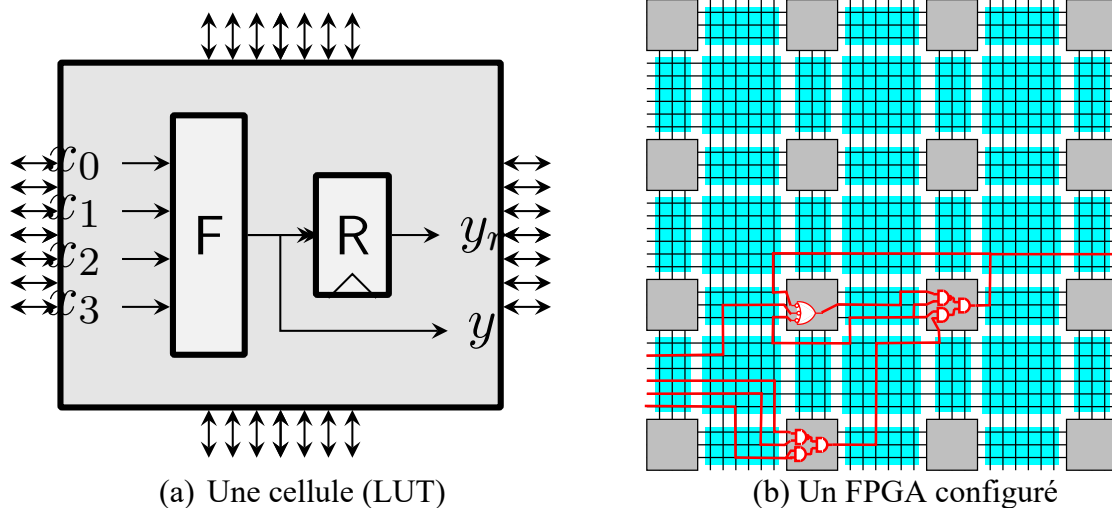 x0
x1
x2
x3
F
R
yr
y
(a) Une cellule (LUT)
(b) Un FPGA configuré